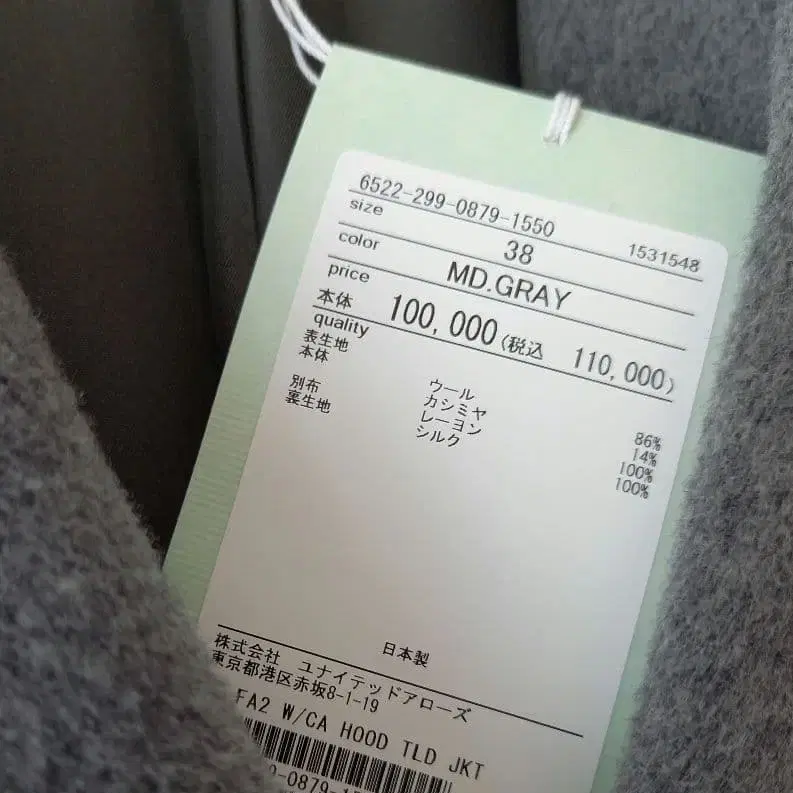 6522-299-0879-1550
size 1531548
38
color
MD.GRAY
price
本体 100,000(税込 110,000)
quality
表生地
本体 ウール 86%
カシミヤ 14%
別布 レーヨン 100%
裏生地 シルク 100%
日本製
株式会社 ユナイテッドアローズ
東京都港区赤坂8-1-19
FA2 W/CA HOOD TLD JKT
-0879-15